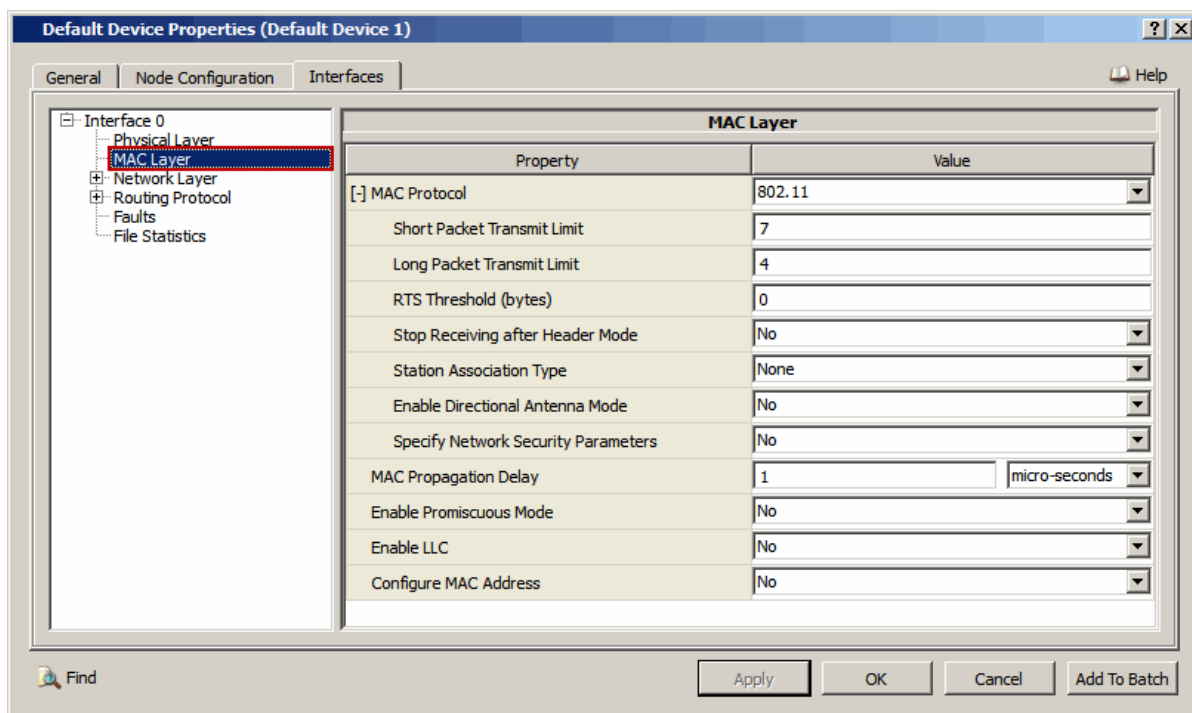 Default Device Properties (Default Device 1)
General Node Configuration Interfaces Help
Interface 0
Physical Layer
MAC Layer
Network Layer
Routing Protocol
Faults
File Statistics
MAC Layer
Property Value
[-] MAC Protocol 802.11
Short Packet Transmit Limit 7
Long Packet Transmit Limit 4
RTS Threshold (bytes) 0
Stop Receiving after Header Mode No
Station Association Type None
Enable Directional Antenna Mode No
Specify Network Security Parameters No
MAC Propagation Delay 1 micro-seconds
Enable Promiscuous Mode No
Enable LLC No
Configure MAC Address No
Find Apply OK Cancel Add To Batch